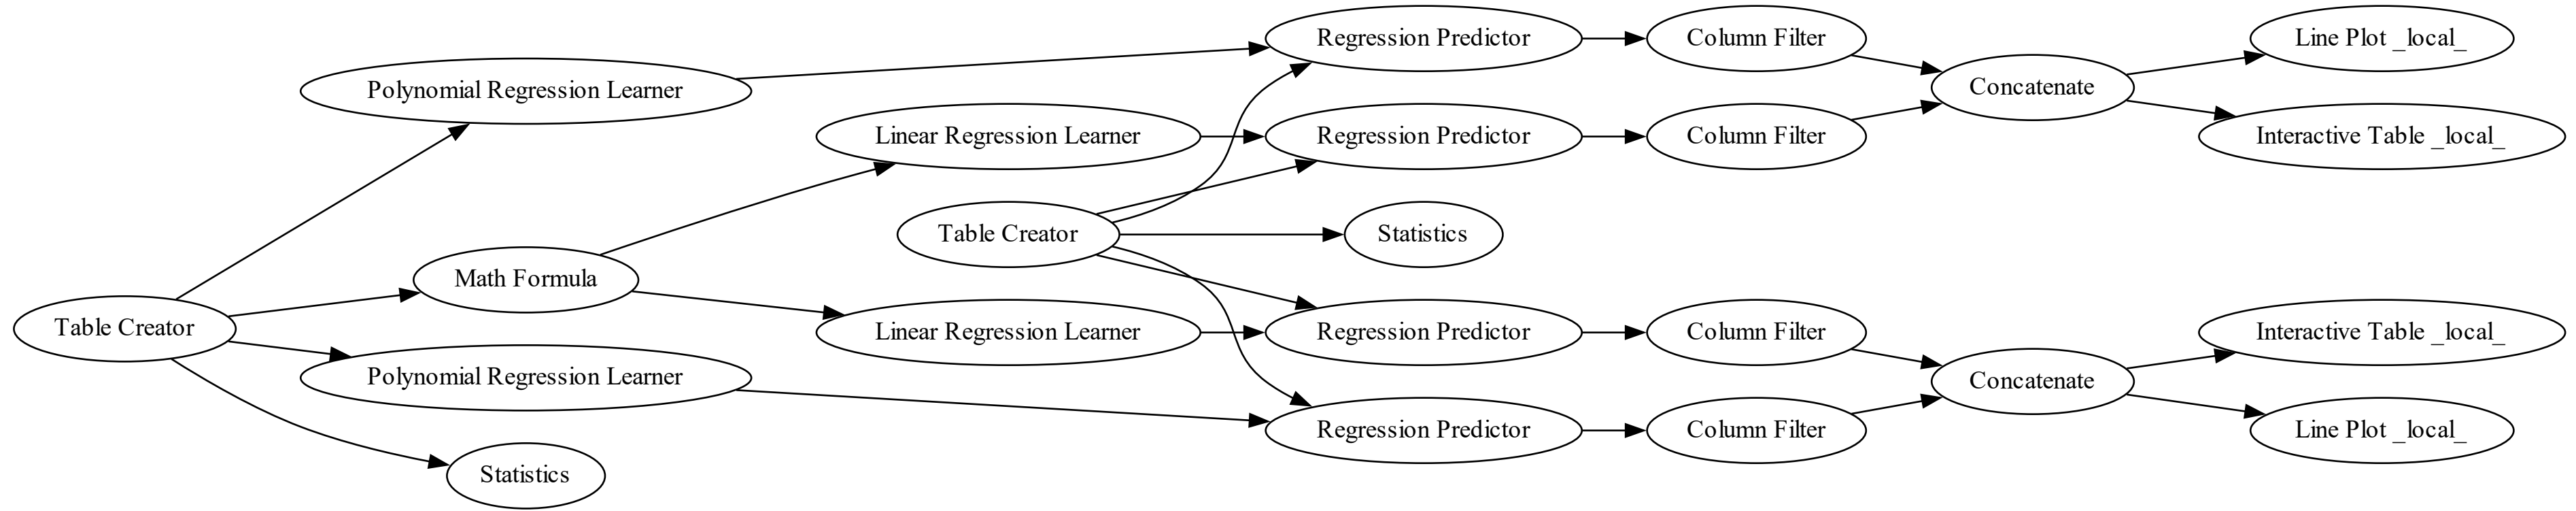 Regression Predictor
Column Filter
Line Plot _local_
Polynomial Regression Learner
Concatenate
Linear Regression Learner
Regression Predictor
Column Filter
Interactive Table _local_
Table Creator
Statistics
Math Formula
Table Creator
Linear Regression Learner
Regression Predictor
Column Filter
Interactive Table _local_
Polynomial Regression Learner
Concatenate
Regression Predictor
Column Filter
Line Plot _local_
Statistics